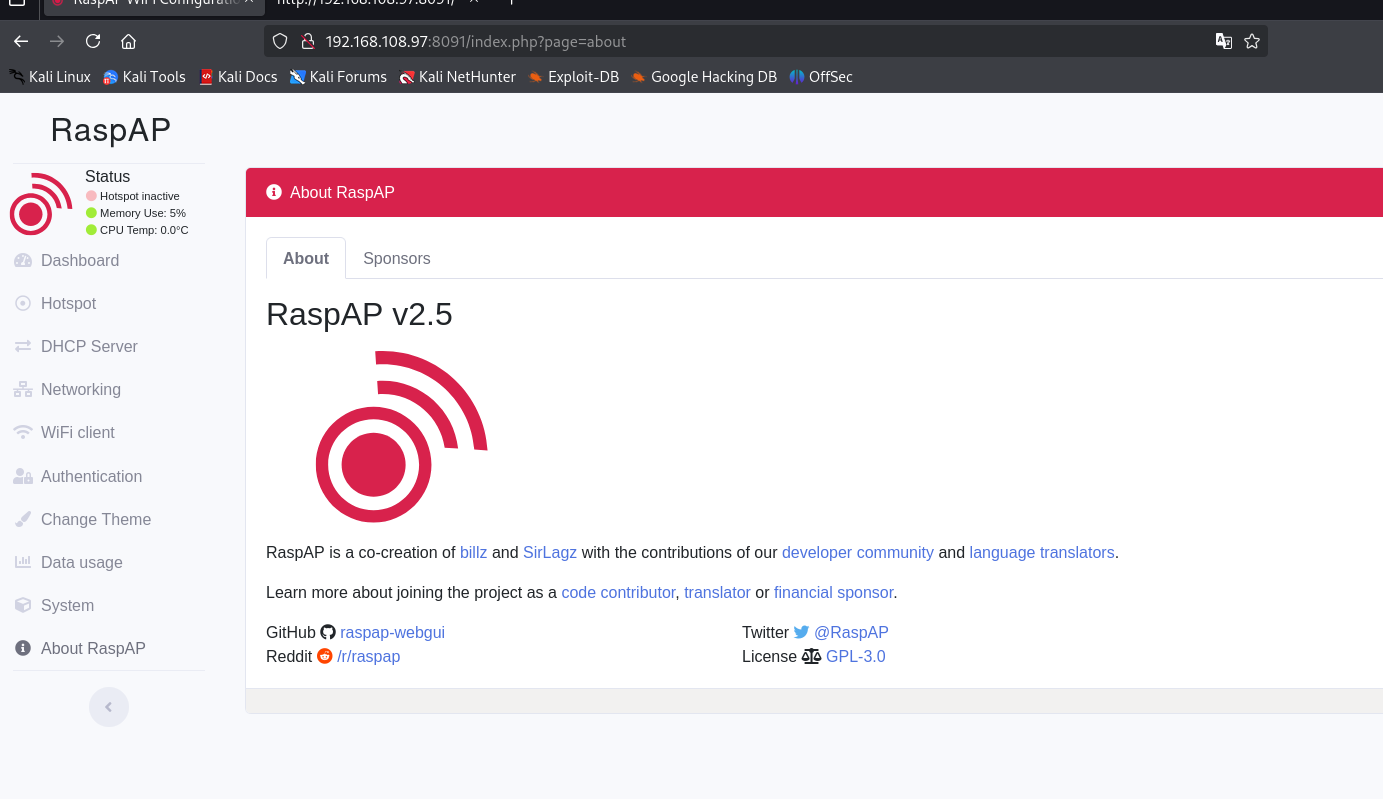 RaspAP WiFi Configuratio
http://192.168.108.97:8091/
192.168.108.97:8091/index.php?page=about
Kali Linux Kali Tools Kali Docs Kali Forums Kali NetHunter Exploit-DB Google Hacking DB OffSec
RaspAP
Status
Hotspot inactive
Memory Use: 5%
CPU Temp: 0.0°C
Dashboard
Hotspot
DHCP Server
Networking
WiFi client
Authentication
Change Theme
Data usage
System
About RaspAP
About RaspAP
About Sponsors
RaspAP v2.5
RaspAP is a co-creation of billz and SirLagz with the contributions of our developer community and language translators.
Learn more about joining the project as a code contributor, translator or financial sponsor.
GitHub raspap-webgui
Reddit /r/raspap
Twitter @RaspAP
License GPL-3.0